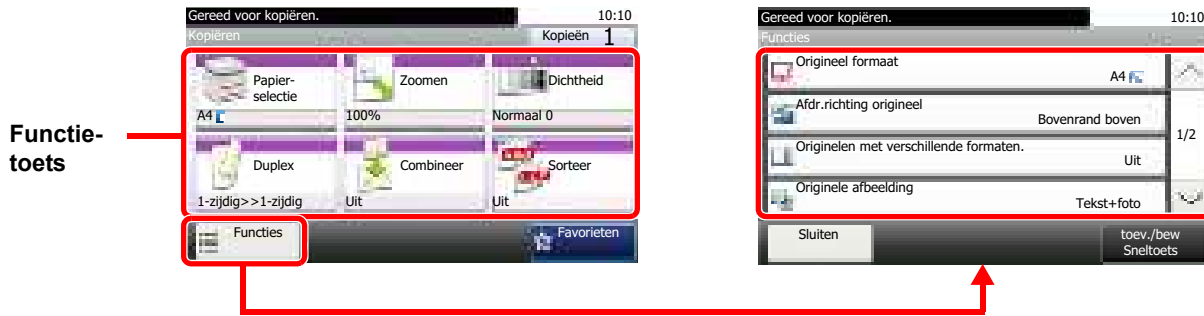 Functie-
toets
Gereed voor kopiëren.
10:10
Kopiëren
Kopieën 1
Papier-
selectie
A4
Zoomen
100%
Dichtheid
Normaal 0
Duplex
1-zijdig>>1-zijdig
Combineer
Uit
Sorteer
Uit
Functies
Favorieten
Gereed voor kopiëren.
10:10
Functies
Origineel formaat
A4
Afdr.richting origineel
Bovenrand boven
Originelen met verschillende formaten.
Uit
Originele afbeelding
Tekst+foto
1/2
Sluiten
toev./bew
Sneltoets